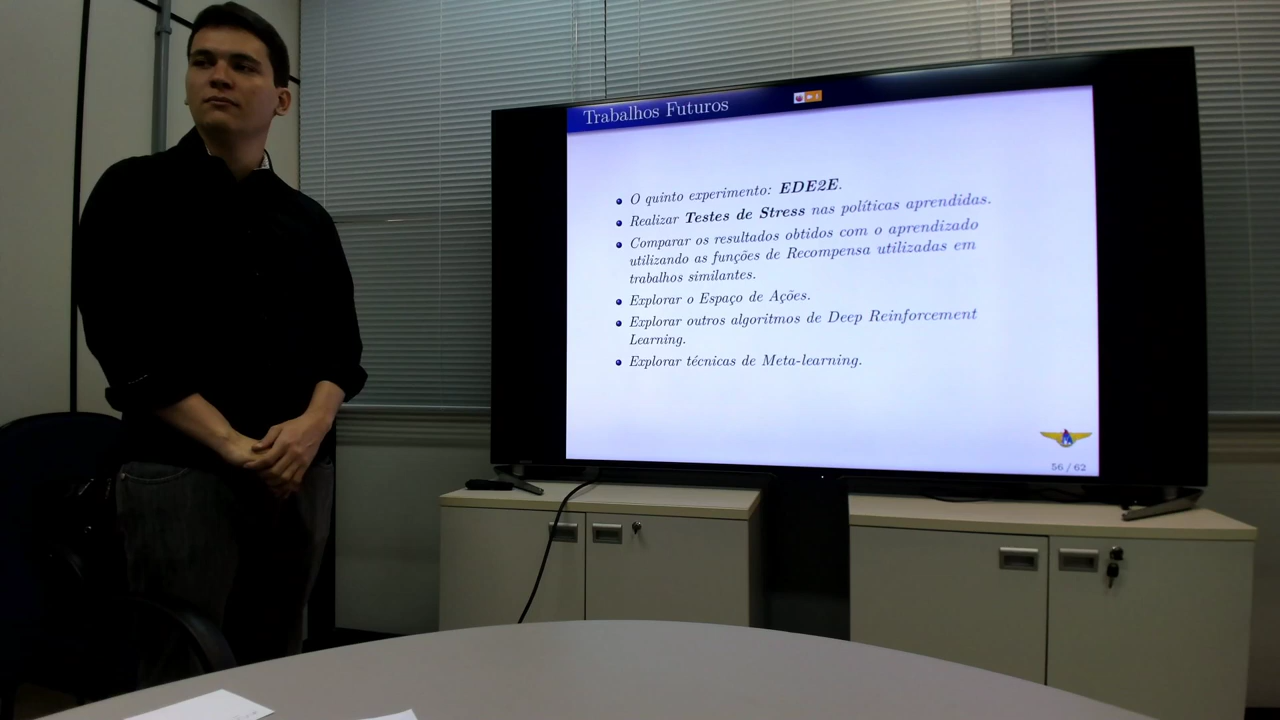 Trabalhos Futuros
O quinto experimento: EDE2E.
Realizar Testes de Stress nas políticas aprendidas.
Comparar os resultados obtidos com o aprendizado
utilizando as funções de Recompensa utilizadas em
trabalhos similantes.
Explorar o Espaço de Ações.
Explorar outros algoritmos de Deep Reinforcement
Learning.
Explorar técnicas de Meta-learning.
56 / 62